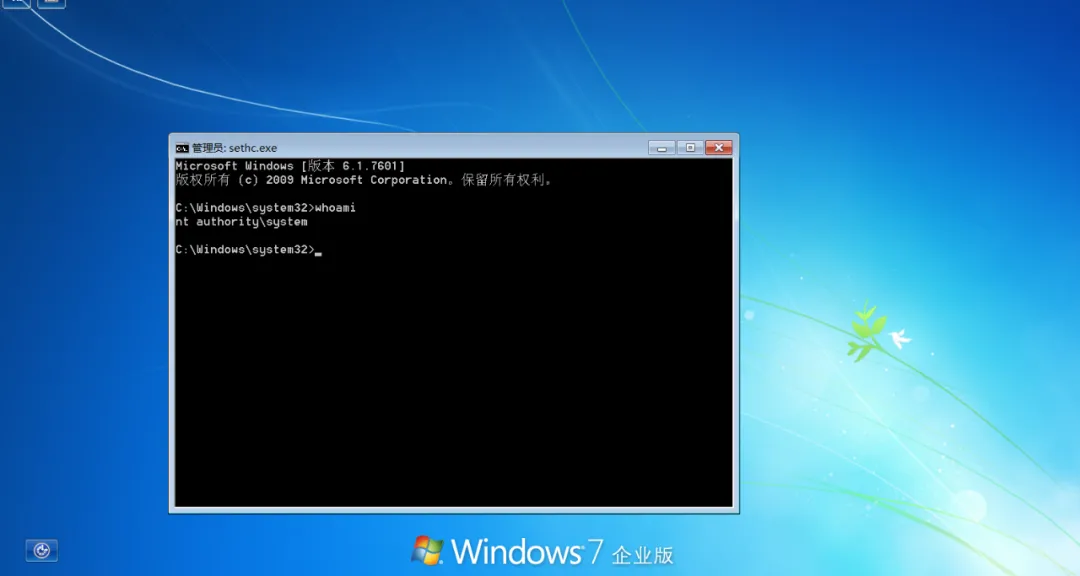 管理员: sethc.exe
Microsoft Windows [版本 6.1.7601]
版权所有 (c) 2009 Microsoft Corporation。保留所有权利。
C:\Windows\system32>whoami
nt authority\system
C:\Windows\system32>
Windows 7 企业版